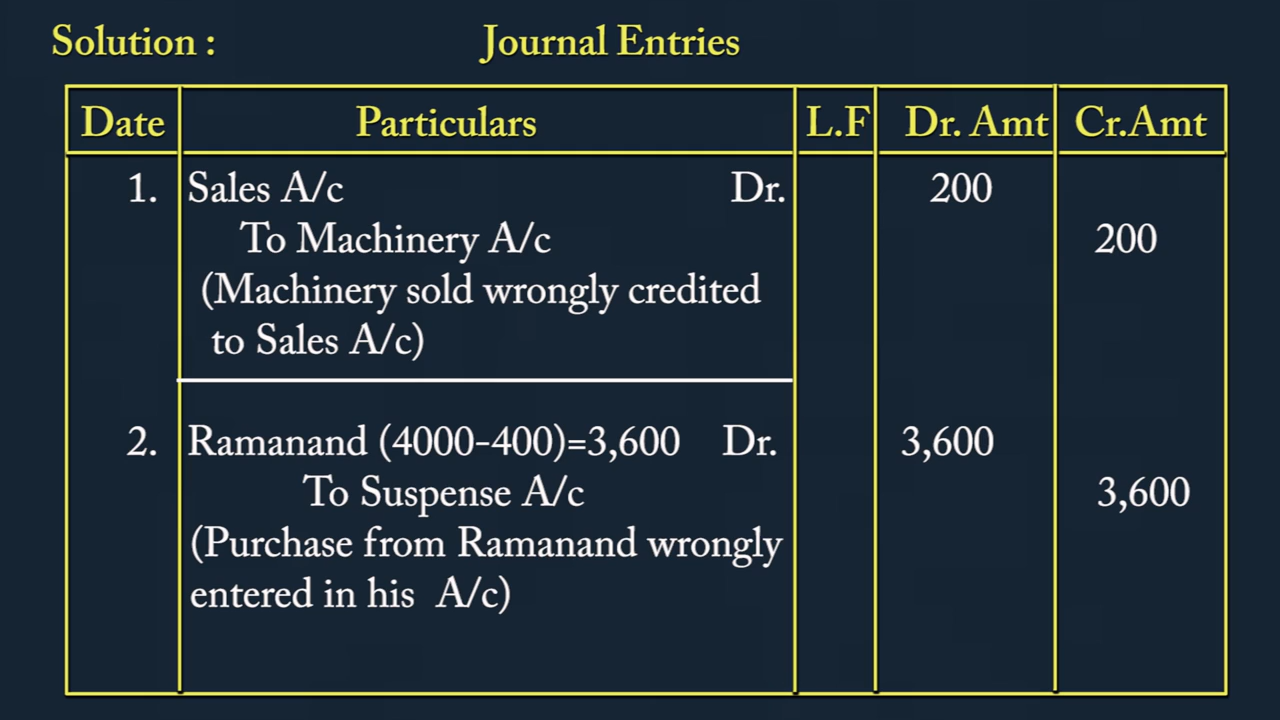 Solution : Journal Entries
Date Particulars L.F Dr. Amt Cr.Amt
1. Sales A/c Dr. 200
To Machinery A/c 200
(Machinery sold wrongly credited
to Sales A/c)
2. Ramanand (4000-400)=3,600 Dr. 3,600
To Suspense A/c 3,600
(Purchase from Ramanand wrongly
entered in his A/c)